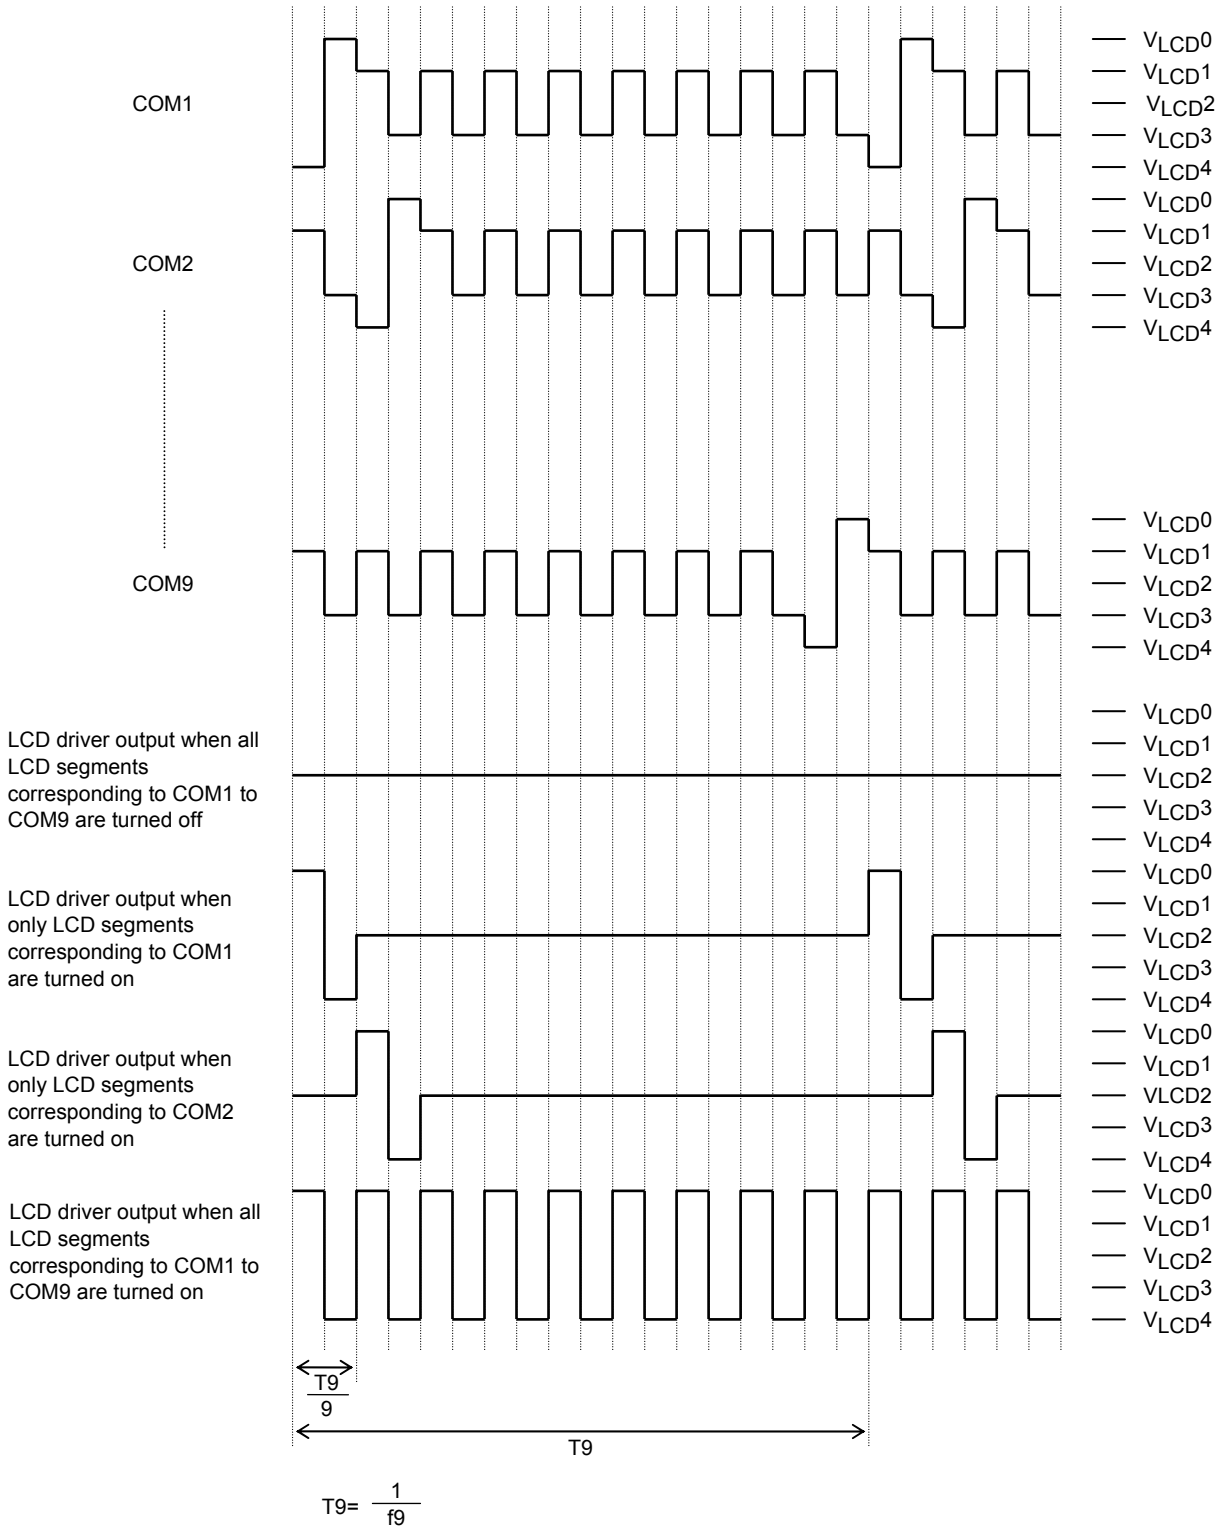 COM1
VLCD0
VLCD1
VLCD2
VLCD3
VLCD4
COM2
VLCD0
VLCD1
VLCD2
VLCD3
VLCD4
COM9
VLCD0
VLCD1
VLCD2
VLCD3
VLCD4
LCD driver output when all
LCD segments
corresponding to COM1 to
COM9 are turned off
VLCD0
VLCD1
VLCD2
VLCD3
VLCD4
LCD driver output when
only LCD segments
corresponding to COM1
are turned on
VLCD0
VLCD1
VLCD2
VLCD3
VLCD4
LCD driver output when
only LCD segments
corresponding to COM2
are turned on
VLCD0
VLCD1
VLCD2
VLCD3
VLCD4
LCD driver output when all
LCD segments
corresponding to COM1 to
COM9 are turned on
VLCD0
VLCD1
VLCD2
VLCD3
VLCD4
T9
9
T9
T9= 1
f9